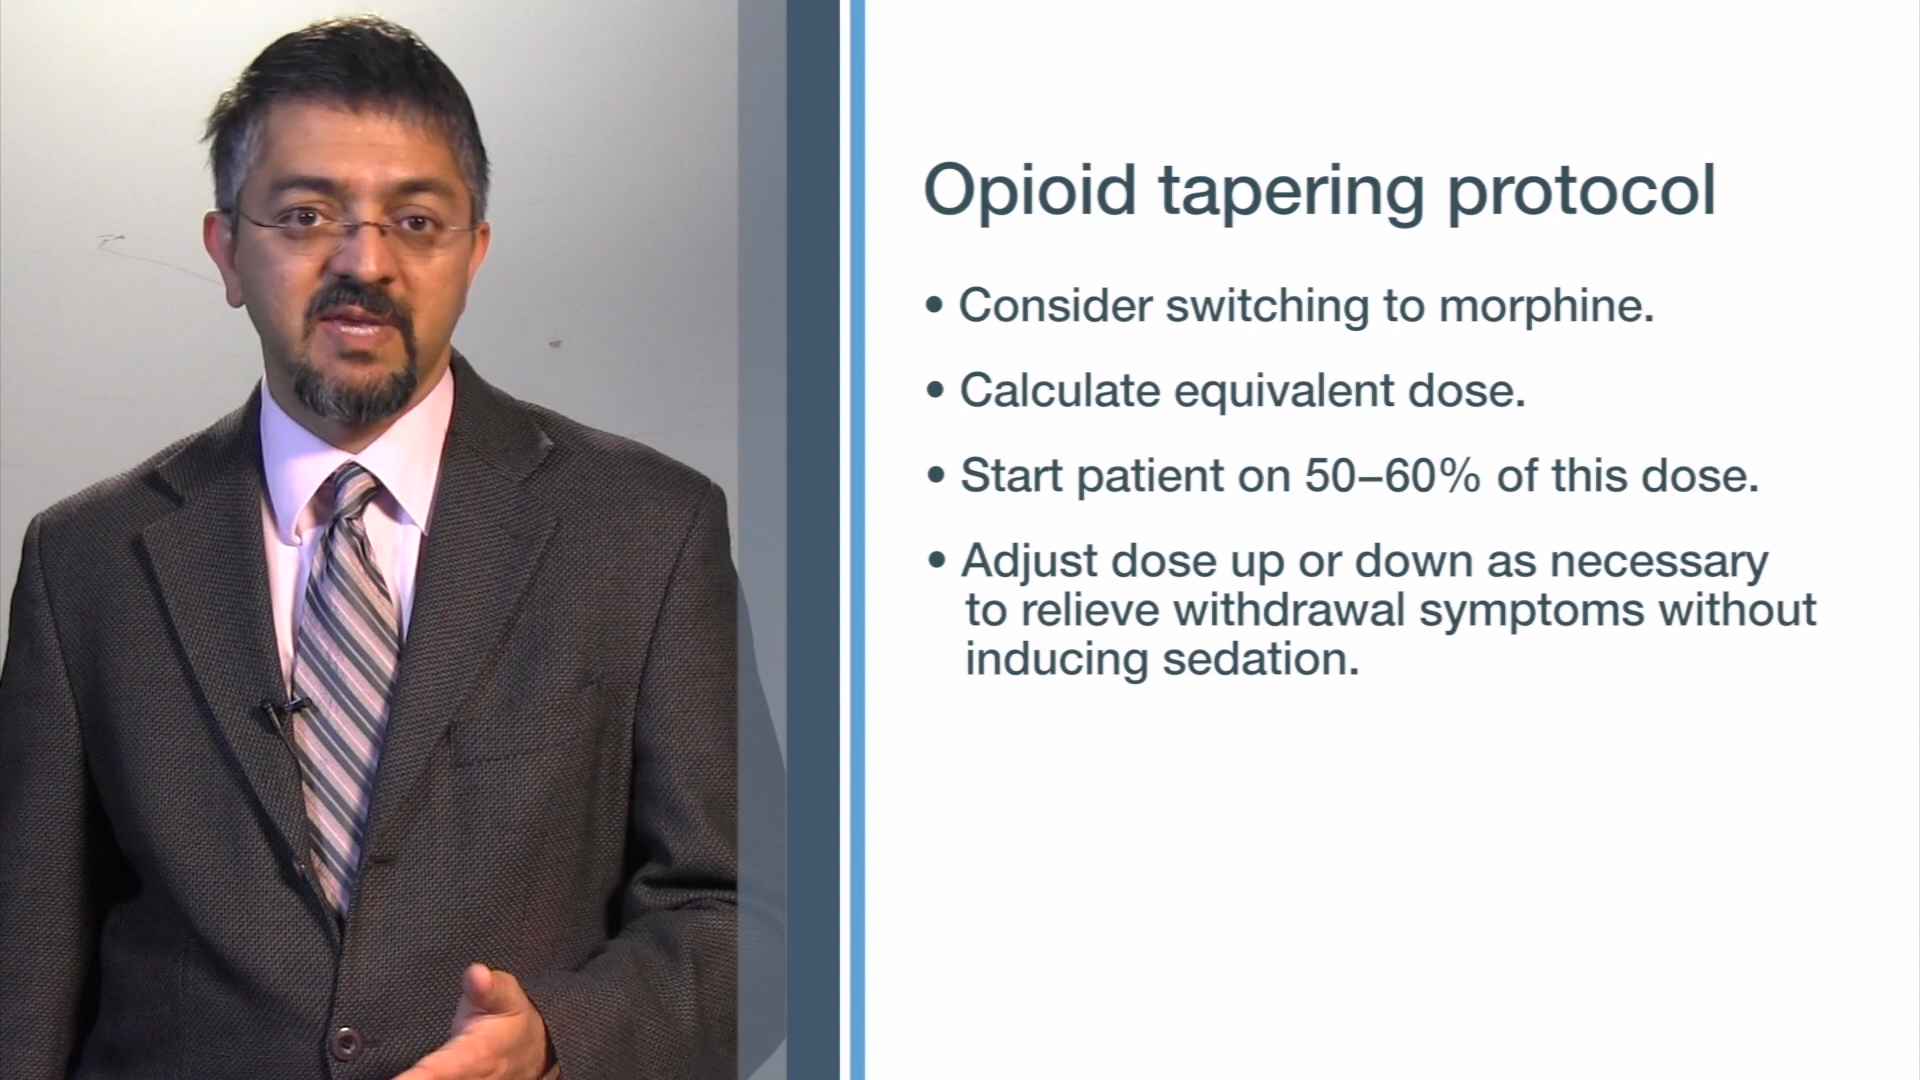 Opioid tapering protocol
• Consider switching to morphine.
• Calculate equivalent dose.
• Start patient on 50–60% of this dose.
• Adjust dose up or down as necessary
to relieve withdrawal symptoms without
inducing sedation.